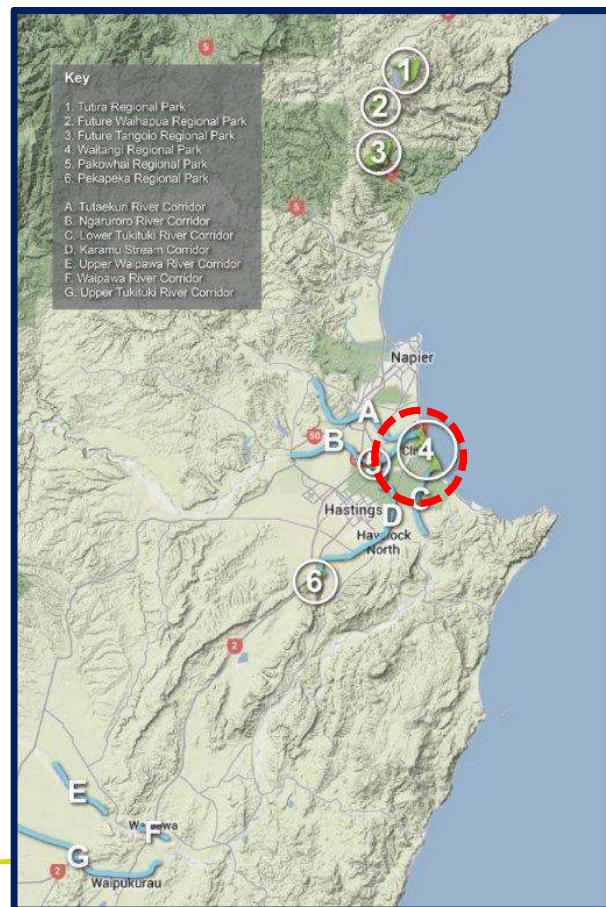 Key
1. Tutira Regional Park
2. Future Waihapua Regional Park
3. Future Tangoio Regional Park
4. Waitangi Regional Park
5. Pakowhai Regional Park
6. Pekapeka Regional Park
A. Tutaekuri River Corridor
B. Ngaruroro River Corridor
C. Lower Tukituki River Corridor
D. Karamu Stream Corridor
E. Upper Waipawa River Corridor
F. Waipawa River Corridor
G. Upper Tukituki River Corridor
5
1
2
3
5
Napier
A
50
B
4
5
C
Hastings
D
Havelock
North
6
2
E
F
G
2
Waipukurau